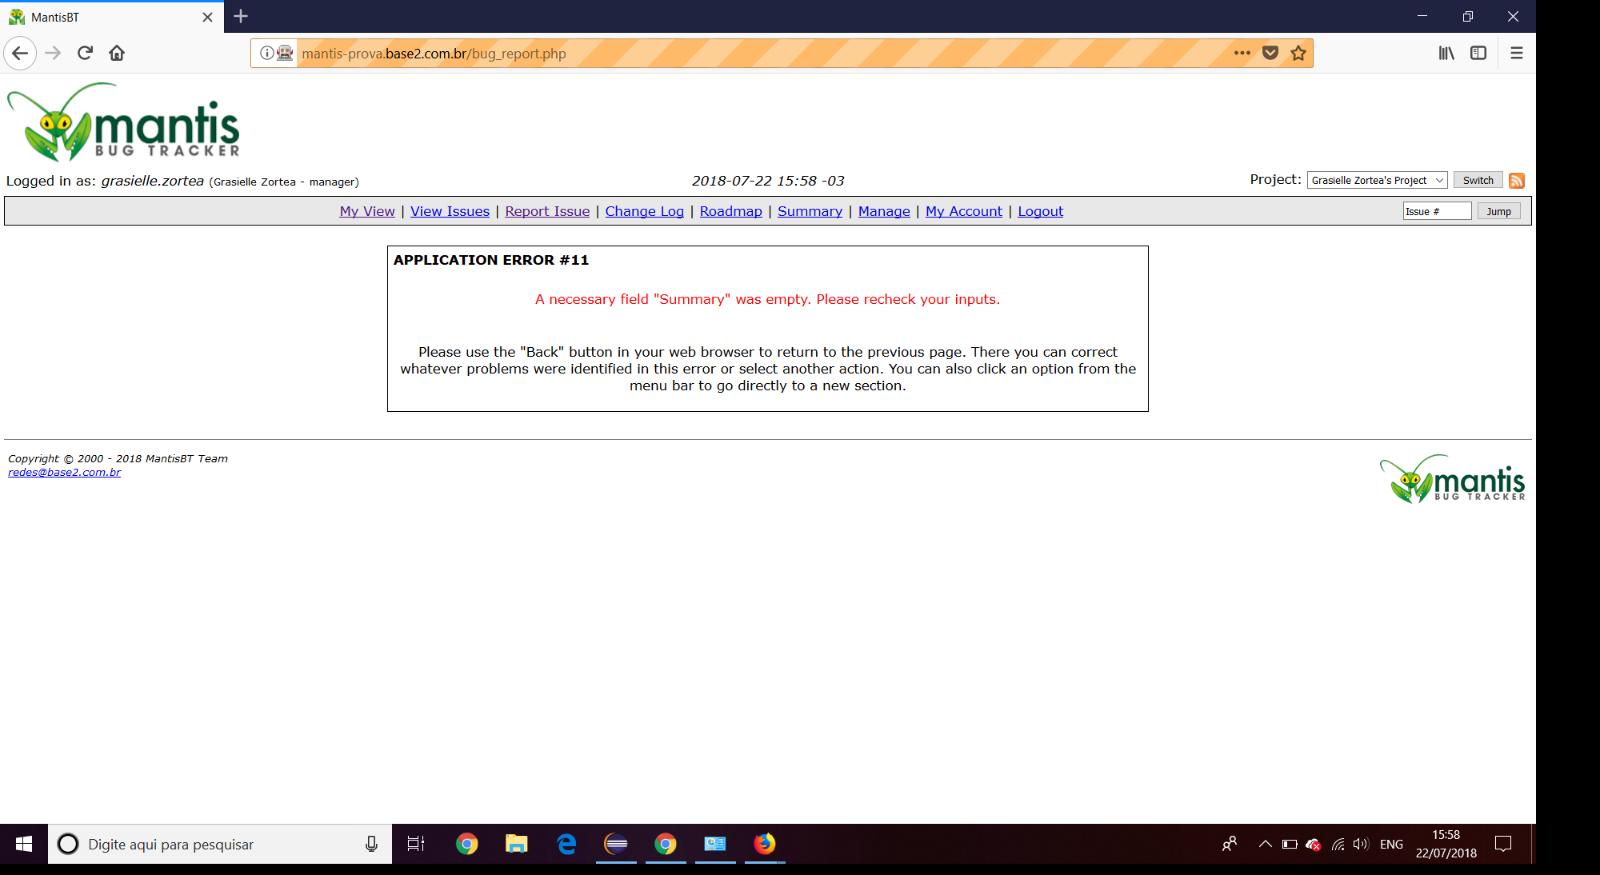 MantisBT
mantis-prova.base2.com.br/bug_report.php
mantis
BUG TRACKER
Logged in as: grasielle.zortea (Grasielle Zortea - manager)
2018-07-22 15:58 -03
Project: Grasielle Zortea's Project Switch
My View | View Issues | Report Issue | Change Log | Roadmap | Summary | Manage | My Account | Logout
Issue # Jump
APPLICATION ERROR #11
A necessary field "Summary" was empty. Please recheck your inputs.
Please use the "Back" button in your web browser to return to the previous page. There you can correct
whatever problems were identified in this error or select another action. You can also click an option from the
menu bar to go directly to a new section.
Copyright © 2000 - 2018 MantisBT Team
redes@base2.com.br
mantis
BUG TRACKER
Digite aqui para pesquisar
ENG
15:58
22/07/2018